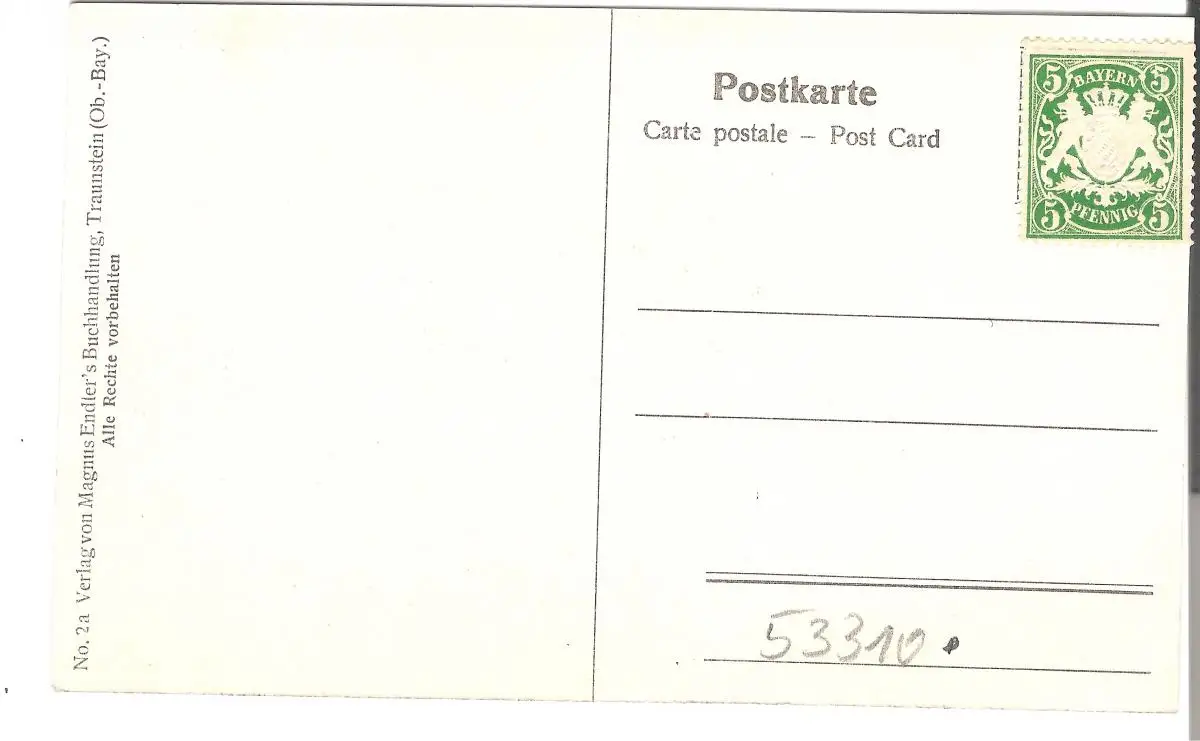 No. 2a Verlag von Magnus Endler's Buchhandlung, Traunstein (Ob.-Bay.)
Alle Rechte vorbehalten
Postkarte
Carte postale – Post Card
5 BAYERN 5
5 PFENNIG 5
53310.